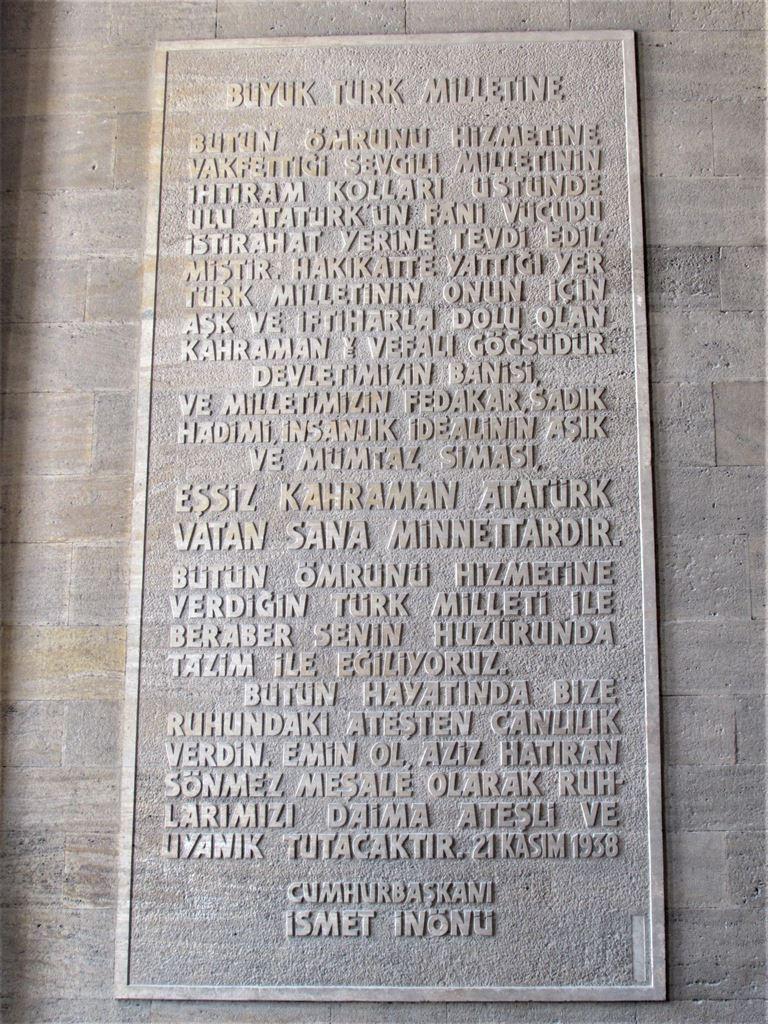 BÜYÜK TÜRK MİLLETİNE
BÜTÜN ÖMRÜNÜ HİZMETİNE
VAKFETTİĞİ SEVGİLİ MİLLETİNİN
İHTİRAM KOLLARI ÜSTÜNDE
ULU ATATÜRK'ÜN FANİ VÜCUDU
İSTİRAHAT YERİNE TEVDİ EDİL-
MİŞTİR. HAKİKATTE YATTIĞI YER
TÜRK MİLLETİNİN ONUN İÇİN
AŞK VE İFTİHARLA DOLU OLAN
KAHRAMAN VE VEFALI GÖĞSÜDÜR.
DEVLETİMİZİN BANİSİ,
VE MİLLETİMİZİN FEDAKAR, SADIK
HADİMİ, İNSANLIK İDEALİNİN AŞIK
VE MÜMTAZ SİMASI,
EŞSİZ KAHRAMAN ATATÜRK
VATAN SANA MİNNETTARDIR.
BÜTÜN ÖMRÜNÜ HİZMETİNE
VERDİĞİN TÜRK MİLLETİ İLE
BERABER SENİN HUZURUNDA
TAZİM İLE EĞİLİYORUZ.
BÜTÜN HAYATINDA BİZE
RUHUNDAKİ ATEŞTEN CANLILIK
VERDİN. EMİN OL, AZİZ HATIRAN
SÖNMEZ MEŞALE OLARAK RUH-
LARIMIZI DAİMA ATEŞLİ VE
UYANIK TUTACAKTIR. 21 KASIM 1938
CUMHURBAŞKANI
İSMET İNÖNÜ